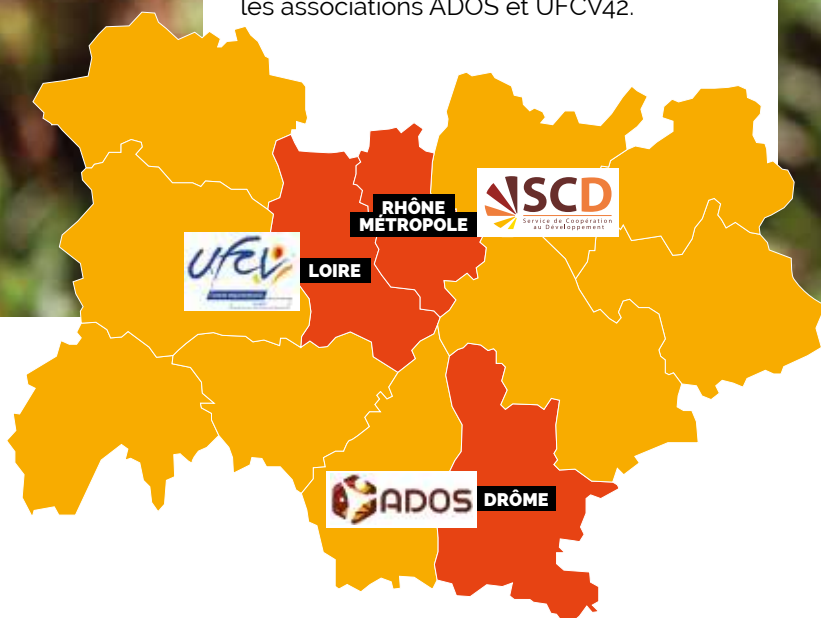 les associations ADOS et UFCV42.
SCD
Service de Coopération
au Développement
RHÔNE
MÉTROPOLE
ufcv
LOIRE
ADOS
DRÔME